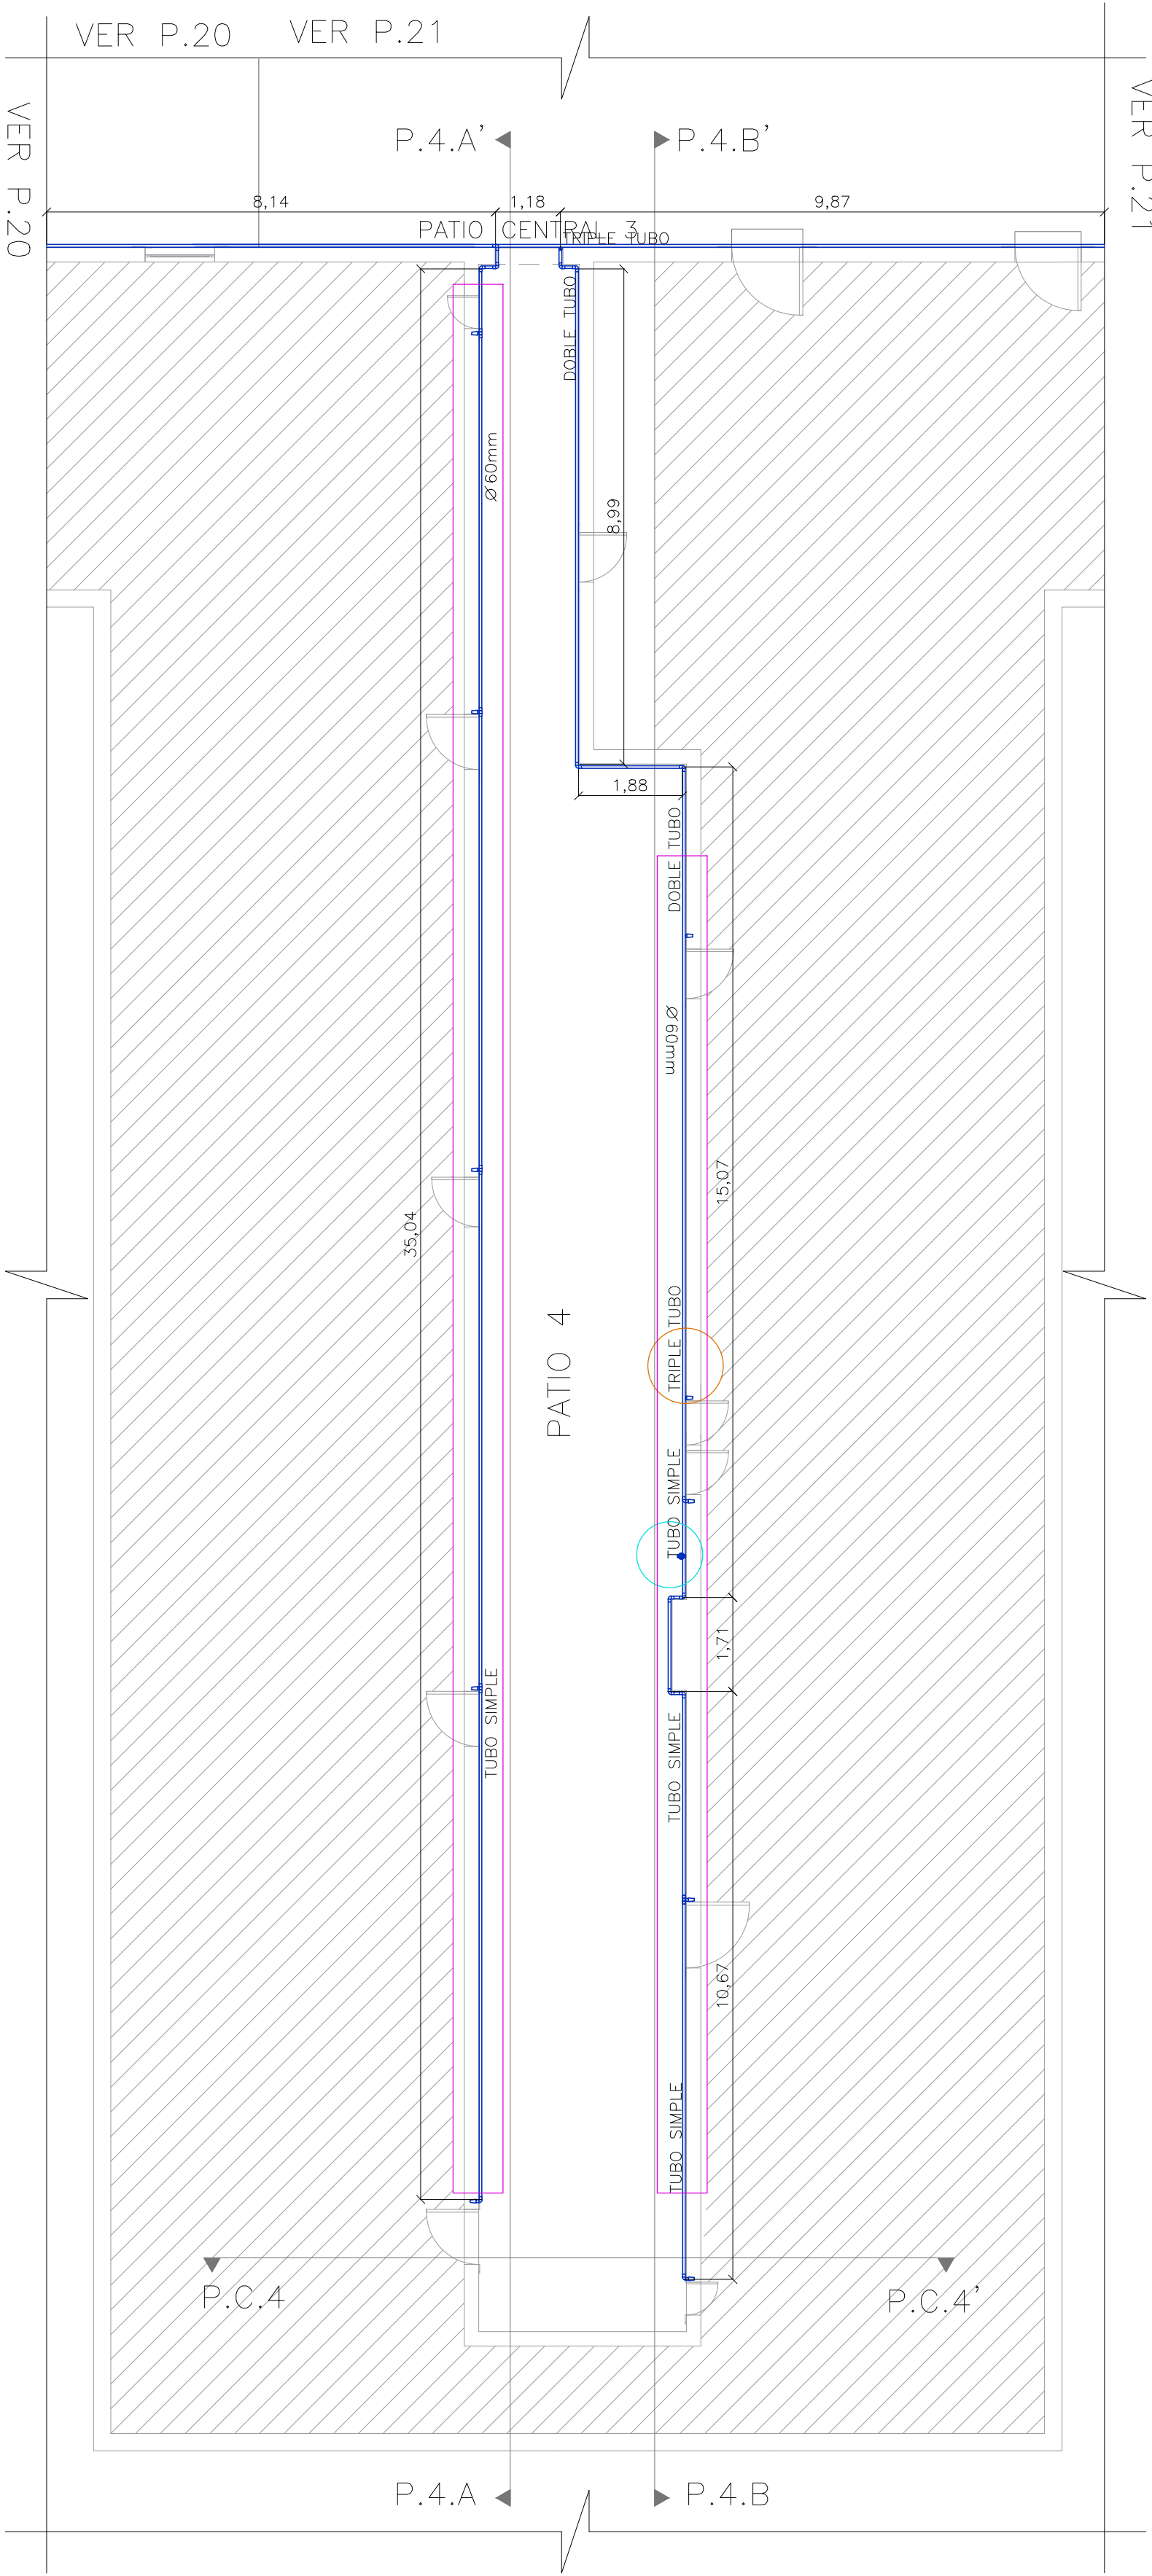 VER P.20
VER P.21
VER P.20
VER P.21
P.4.A'
P.4.B'
8,14
1,18
9,87
PATIO CENTRAL 3
TRIPLE TUBO
DOBLE TUBO
Ø60mm
8,99
1,88
DOBLE TUBO
Ø60mm
15,07
35,04
TRIPLE TUBO
PATIO 4
TUBO SIMPLE
1,71
TUBO SIMPLE
TUBO SIMPLE
10,67
TUBO SIMPLE
P.C.4
P.C.4'
P.4.A
P.4.B